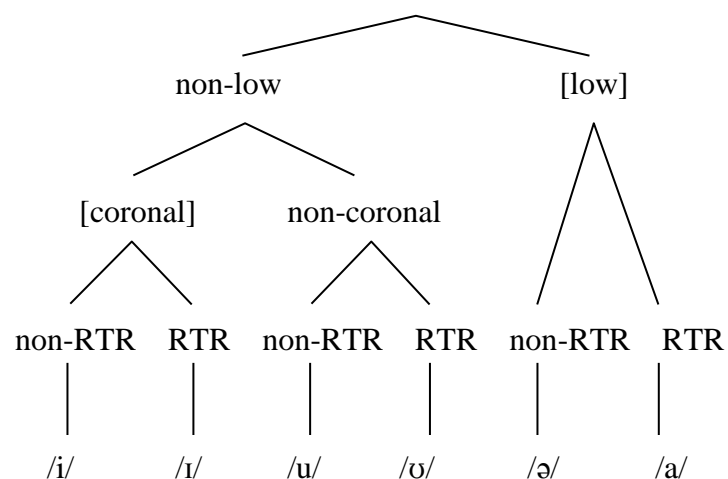 non-low [low]
[coronal] non-coronal
non-RTR RTR non-RTR RTR non-RTR RTR
/i/ /ɪ/ /u/ /ʊ/ /ə/ /a/